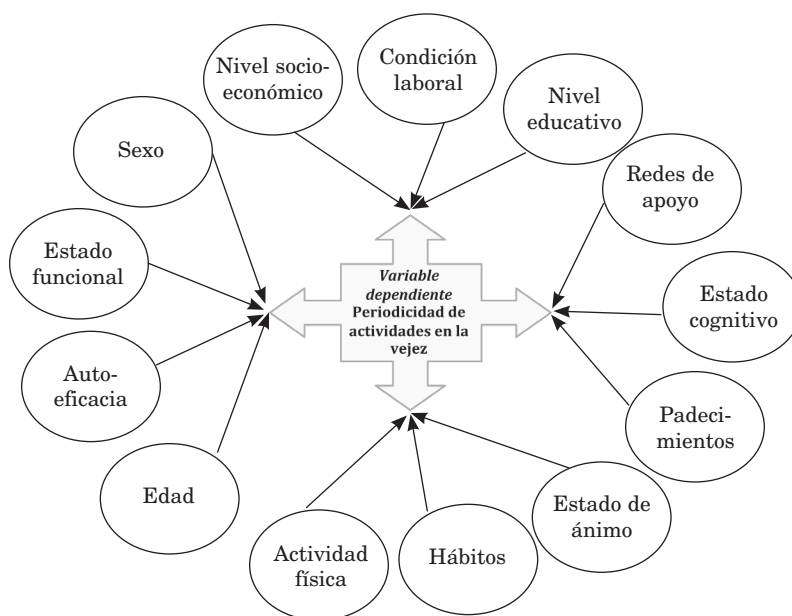 Nivel socio-
económico
Condición
laboral
Nivel
educativo
Redes de
apoyo
Estado
cognitivo
Padeci-
mientos
Estado de
ánimo
Hábitos
Actividad
física
Edad
Auto-
eficacia
Estado
funcional
Sexo
Variable
dependiente
Periodicidad de
actividades en la
vejez